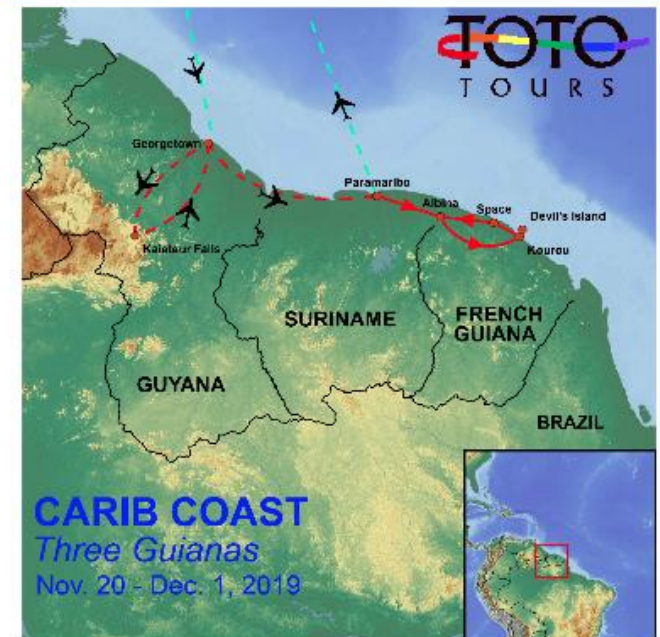 TOTO
TOURS
Georgetown
Paramaribo
Albina
Space
Devil's Island
Kaieteur Falls
Kourou
SURINAME
FRENCH
GUIANA
GUYANA
BRAZIL
CARIB COAST
Three Guianas
Nov. 20 - Dec. 1, 2019